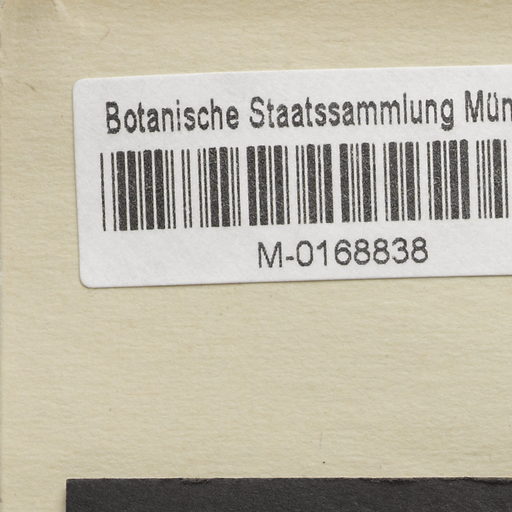 Botanische Staatssammlung Mün
M-0168838